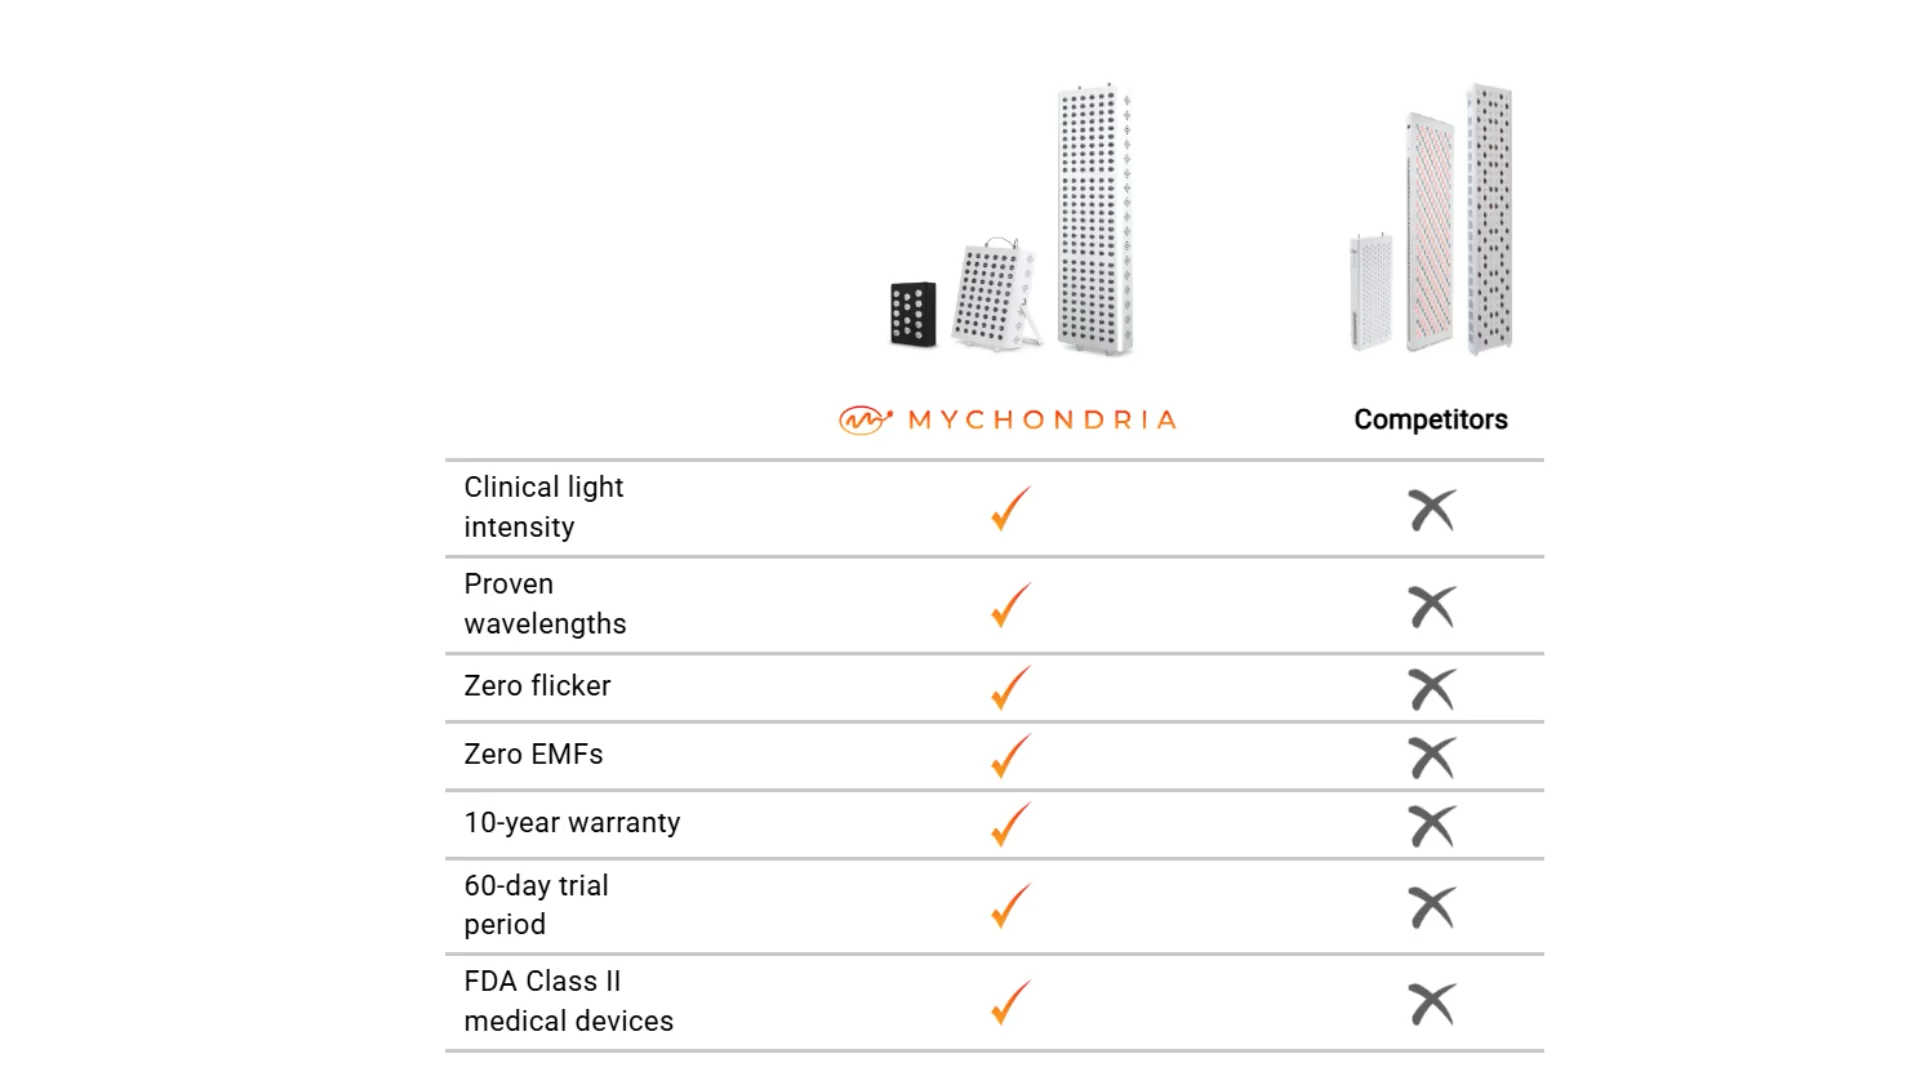 MYCHONDRIA
Competitors
Clinical light
intensity
Proven
wavelengths
Zero flicker
Zero EMFs
10-year warranty
60-day trial
period
FDA Class II
medical devices